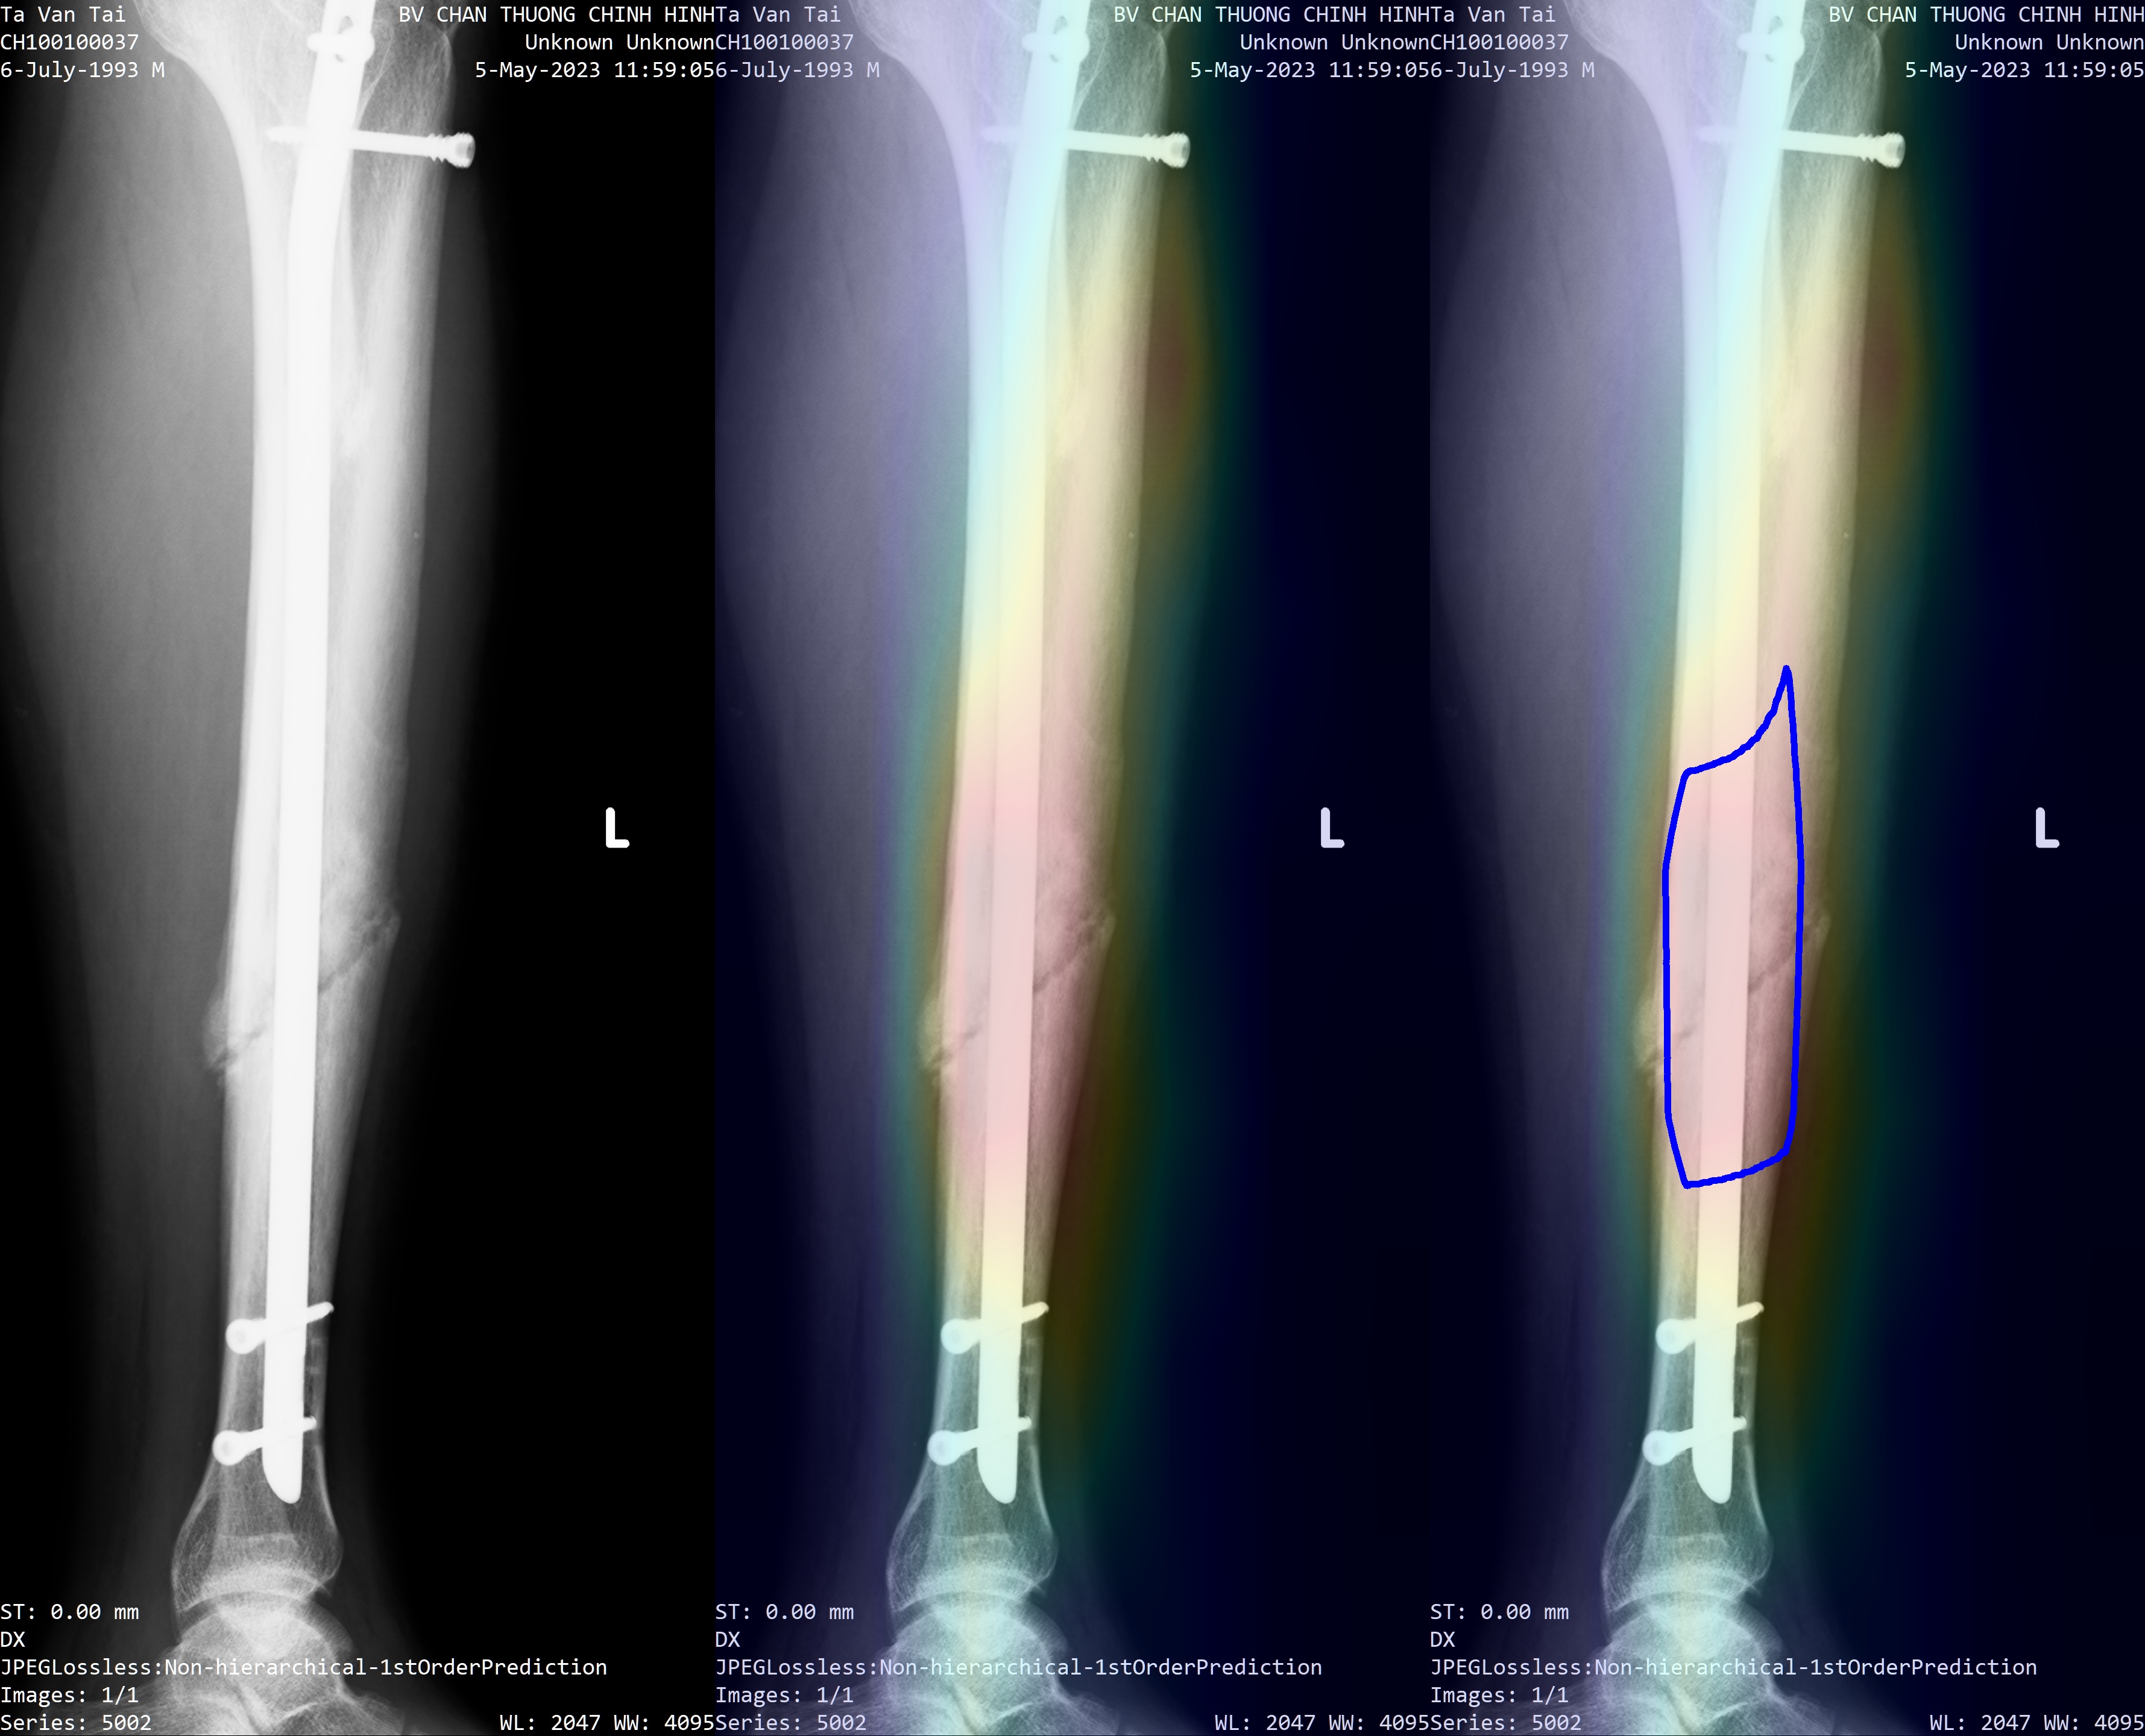 Ta Van Tai
CH100100037
6-July-1993 M
BV CHAN THUONG CHINH HINH
Unknown Unknown
5-May-2023 11:59:05
L
ST: 0.00 mm
DX
JPEGLossless:Non-hierarchical-1stOrderPrediction
Images: 1/1
Series: 5002
WL: 2047 WW: 4095
Ta Van Tai
CH100100037
6-July-1993 M
BV CHAN THUONG CHINH HINH
Unknown Unknown
5-May-2023 11:59:05
L
ST: 0.00 mm
DX
JPEGLossless:Non-hierarchical-1stOrderPrediction
Images: 1/1
Series: 5002
WL: 2047 WW: 4095
Ta Van Tai
CH100100037
6-July-1993 M
BV CHAN THUONG CHINH HINH
Unknown Unknown
5-May-2023 11:59:05
L
ST: 0.00 mm
DX
JPEGLossless:Non-hierarchical-1stOrderPrediction
Images: 1/1
Series: 5002
WL: 2047 WW: 4095